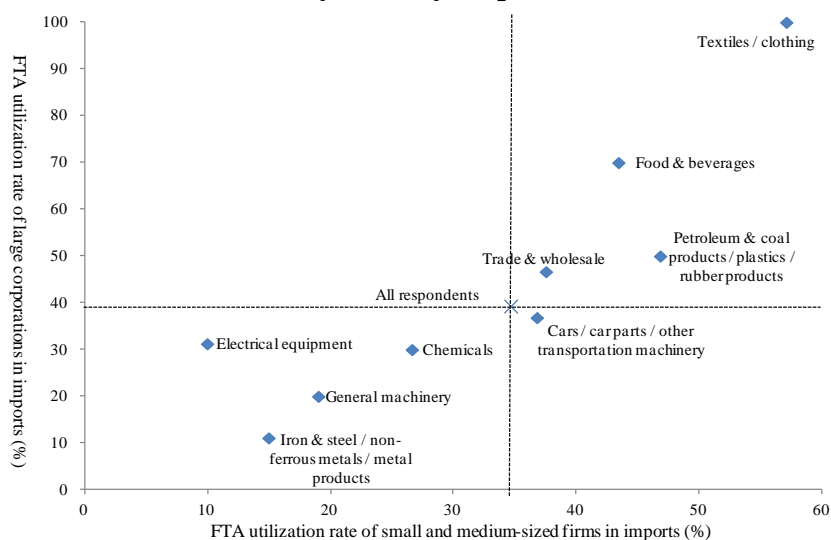 100
90
80
70
60
50
40
30
20
10
0
0
10
20
30
40
50
60
FTA utilization rate of large corporations in imports (%)
FTA utilization rate of small and medium-sized firms in imports (%)
Textiles / clothing
Food & beverages
Petroleum & coal
products / plastics /
rubber products
Trade & wholesale
All respondents
Cars / car parts / other
transportation machinery
Electrical equipment
Chemicals
General machinery
Iron & steel / non-
ferrous metals / metal
products